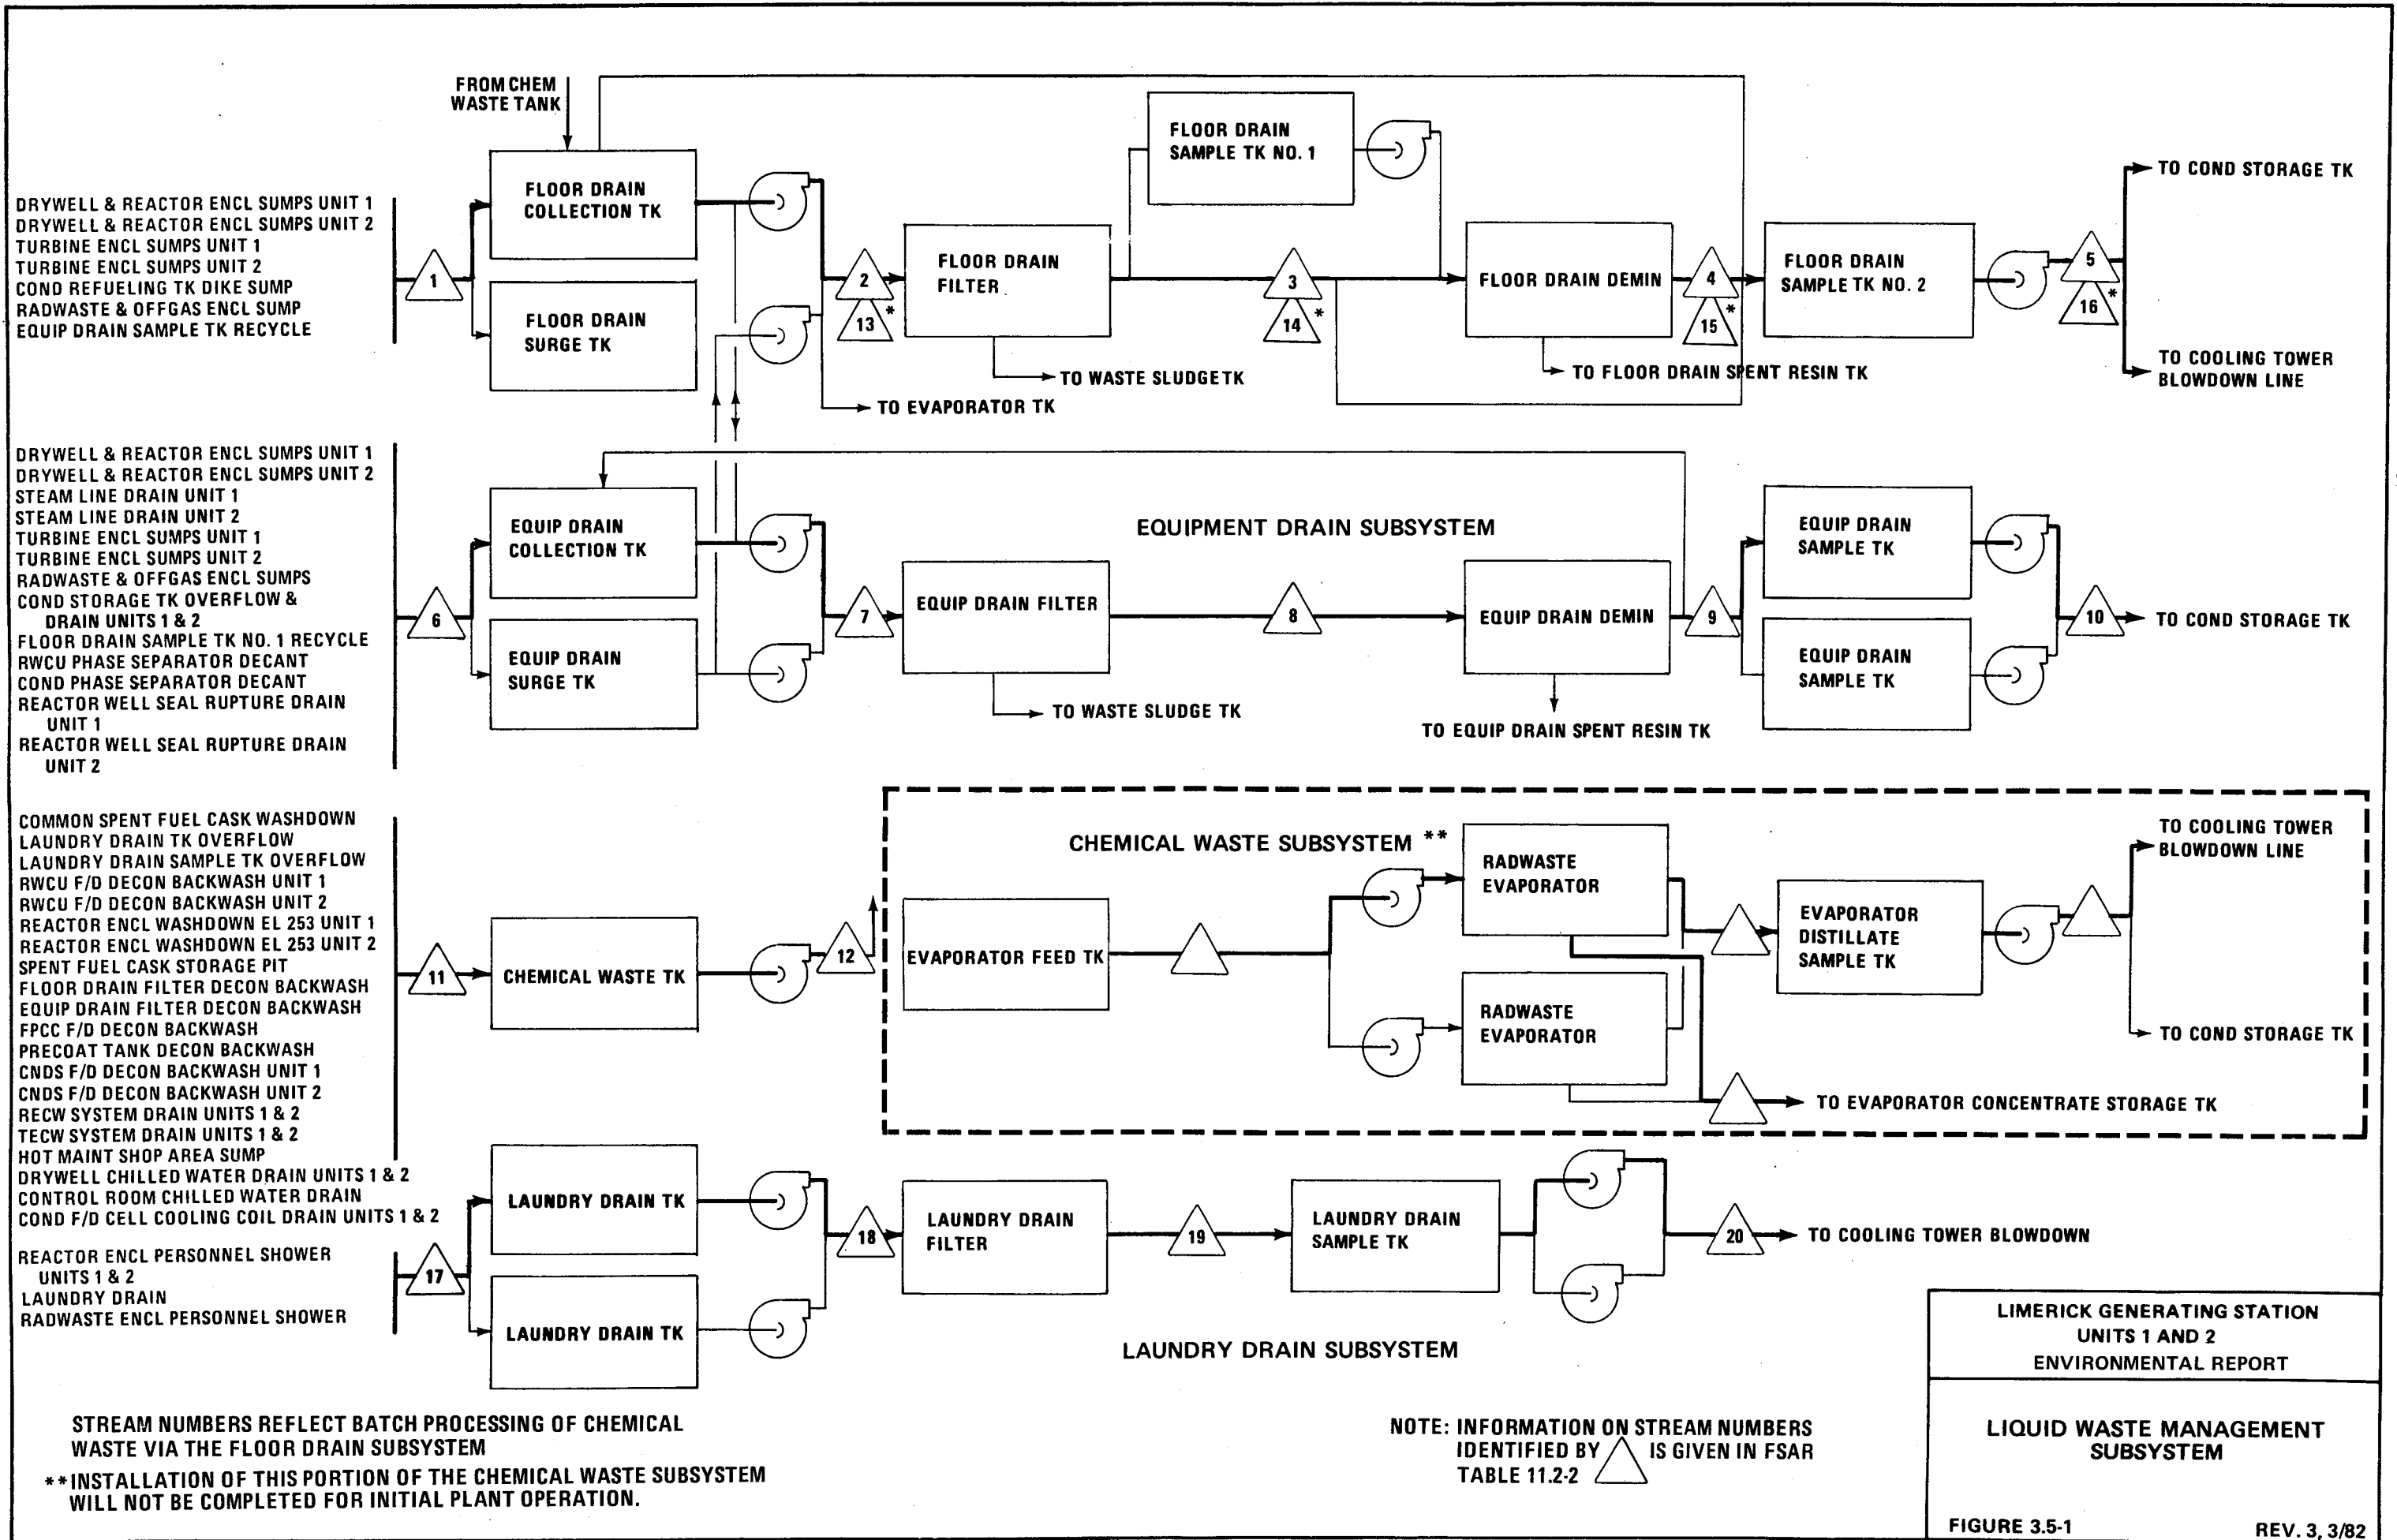 FROM CHEM
WASTE TANK
DRYWELL & REACTOR ENCL SUMPS UNIT 1
DRYWELL & REACTOR ENCL SUMPS UNIT 2
TURBINE ENCL SUMPS UNIT 1
TURBINE ENCL SUMPS UNIT 2
COND REFUELING TK DIKE SUMP
RADWASTE & OFFGAS ENCL SUMP
EQUIP DRAIN SAMPLE TK RECYCLE
1
FLOOR DRAIN
COLLECTION TK
FLOOR DRAIN
SURGE TK
2
13 *
TO EVAPORATOR TK
FLOOR DRAIN
FILTER
TO WASTE SLUDGE TK
FLOOR DRAIN
SAMPLE TK NO. 1
3
14 *
FLOOR DRAIN DEMIN
TO FLOOR DRAIN SPENT RESIN TK
4
15 *
FLOOR DRAIN
SAMPLE TK NO. 2
5
16 *
TO COND STORAGE TK
TO COOLING TOWER
BLOWDOWN LINE
DRYWELL & REACTOR ENCL SUMPS UNIT 1
DRYWELL & REACTOR ENCL SUMPS UNIT 2
STEAM LINE DRAIN UNIT 1
STEAM LINE DRAIN UNIT 2
TURBINE ENCL SUMPS UNIT 1
TURBINE ENCL SUMPS UNIT 2
RADWASTE & OFFGAS ENCL SUMPS
COND STORAGE TK OVERFLOW &
DRAIN UNITS 1 & 2
FLOOR DRAIN SAMPLE TK NO. 1 RECYCLE
RWCU PHASE SEPARATOR DECANT
COND PHASE SEPARATOR DECANT
REACTOR WELL SEAL RUPTURE DRAIN
UNIT 1
REACTOR WELL SEAL RUPTURE DRAIN
UNIT 2
6
EQUIP DRAIN
COLLECTION TK
EQUIP DRAIN
SURGE TK
7
EQUIPMENT DRAIN SUBSYSTEM
EQUIP DRAIN FILTER
TO WASTE SLUDGE TK
8
EQUIP DRAIN DEMIN
TO EQUIP DRAIN SPENT RESIN TK
9
EQUIP DRAIN
SAMPLE TK
EQUIP DRAIN
SAMPLE TK
10
TO COND STORAGE TK
COMMON SPENT FUEL CASK WASHDOWN
LAUNDRY DRAIN TK OVERFLOW
LAUNDRY DRAIN SAMPLE TK OVERFLOW
RWCU F/D DECON BACKWASH UNIT 1
RWCU F/D DECON BACKWASH UNIT 2
REACTOR ENCL WASHDOWN EL 253 UNIT 1
REACTOR ENCL WASHDOWN EL 253 UNIT 2
SPENT FUEL CASK STORAGE PIT
FLOOR DRAIN FILTER DECON BACKWASH
EQUIP DRAIN FILTER DECON BACKWASH
FPCC F/D DECON BACKWASH
PRECOAT TANK DECON BACKWASH
CNDS F/D DECON BACKWASH UNIT 1
CNDS F/D DECON BACKWASH UNIT 2
RECW SYSTEM DRAIN UNITS 1 & 2
TECW SYSTEM DRAIN UNITS 1 & 2
HOT MAINT SHOP AREA SUMP
DRYWELL CHILLED WATER DRAIN UNITS 1 & 2
CONTROL ROOM CHILLED WATER DRAIN
COND F/D CELL COOLING COIL DRAIN UNITS 1 & 2
11
CHEMICAL WASTE TK
12
CHEMICAL WASTE SUBSYSTEM **
EVAPORATOR FEED TK
RADWASTE
EVAPORATOR
RADWASTE
EVAPORATOR
EVAPORATOR
DISTILLATE
SAMPLE TK
TO COOLING TOWER
BLOWDOWN LINE
TO COND STORAGE TK
TO EVAPORATOR CONCENTRATE STORAGE TK
REACTOR ENCL PERSONNEL SHOWER
UNITS 1 & 2
LAUNDRY DRAIN
RADWASTE ENCL PERSONNEL SHOWER
17
LAUNDRY DRAIN TK
LAUNDRY DRAIN TK
18
LAUNDRY DRAIN
FILTER
19
LAUNDRY DRAIN
SAMPLE TK
20
TO COOLING TOWER BLOWDOWN
LAUNDRY DRAIN SUBSYSTEM
STREAM NUMBERS REFLECT BATCH PROCESSING OF CHEMICAL
WASTE VIA THE FLOOR DRAIN SUBSYSTEM
**INSTALLATION OF THIS PORTION OF THE CHEMICAL WASTE SUBSYSTEM
WILL NOT BE COMPLETED FOR INITIAL PLANT OPERATION.
NOTE: INFORMATION ON STREAM NUMBERS
IDENTIFIED BY IS GIVEN IN FSAR
TABLE 11.2-2
LIMERICK GENERATING STATION
UNITS 1 AND 2
ENVIRONMENTAL REPORT
LIQUID WASTE MANAGEMENT
SUBSYSTEM
FIGURE 3.5-1
REV. 3, 3/82